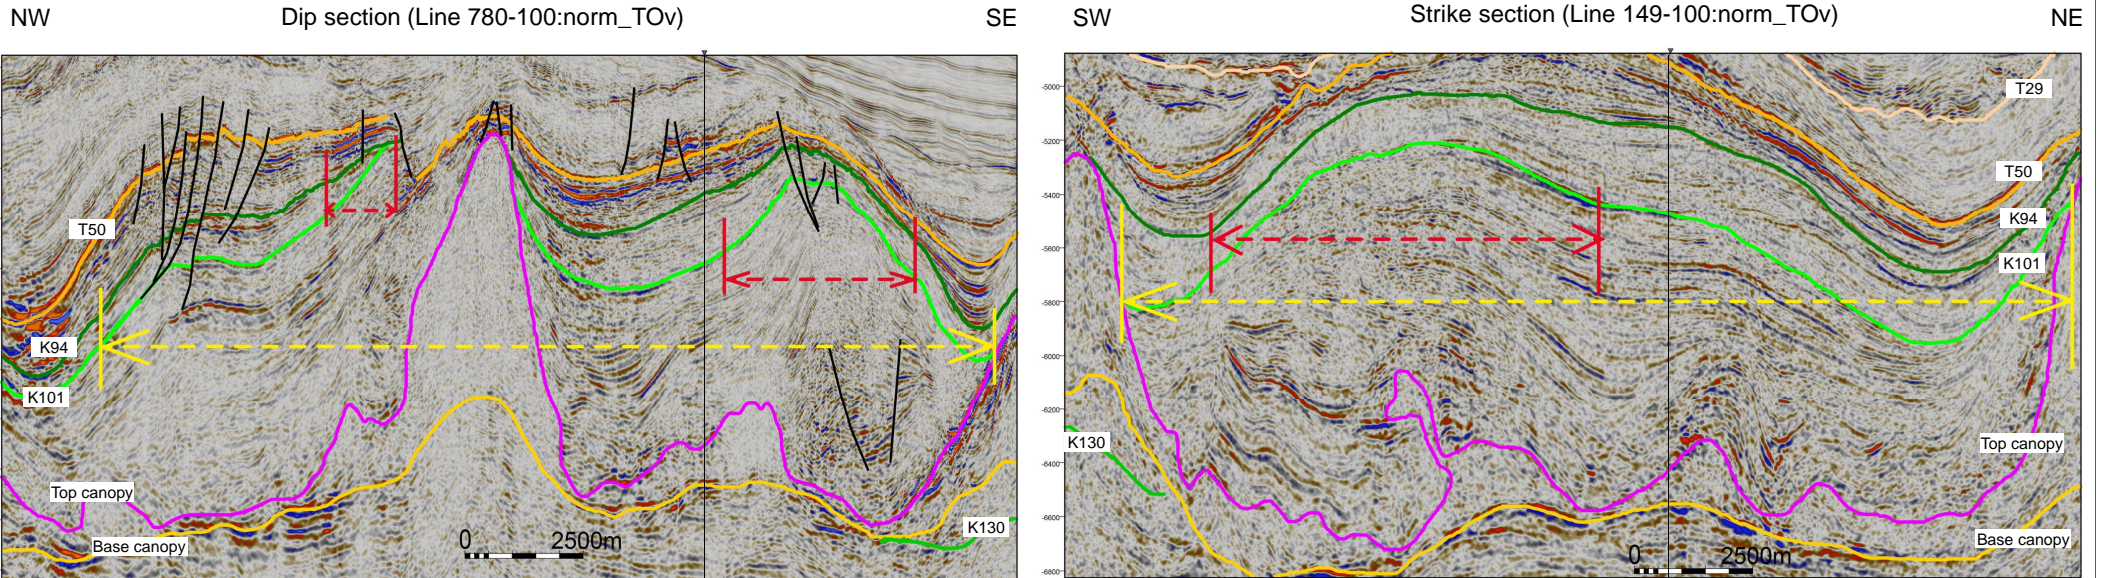 NW
Dip section (Line 780-100:norm_TOv)
SE
T50
K94
K101
Top canopy
Base canopy
K130
0 2500m
SW
Strike section (Line 149-100:norm_TOv)
NE
-5000
-5200
-5400
-5600
-5800
-6000
-6200
-6400
-6600
-6800
T29
T50
K94
K101
K130
Top canopy
Base canopy
0 2500m